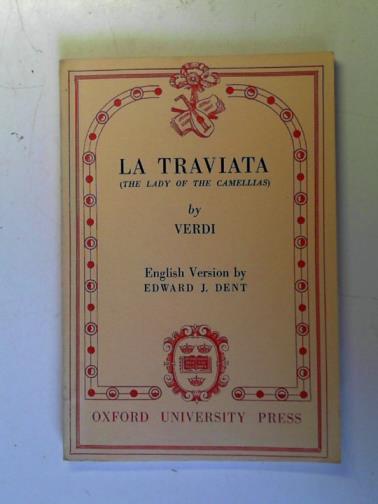 LA TRAVIATA
(THE LADY OF THE CAMELLIAS)
by
VERDI
English Version by
EDWARD J. DENT
OXFORD UNIVERSITY PRESS